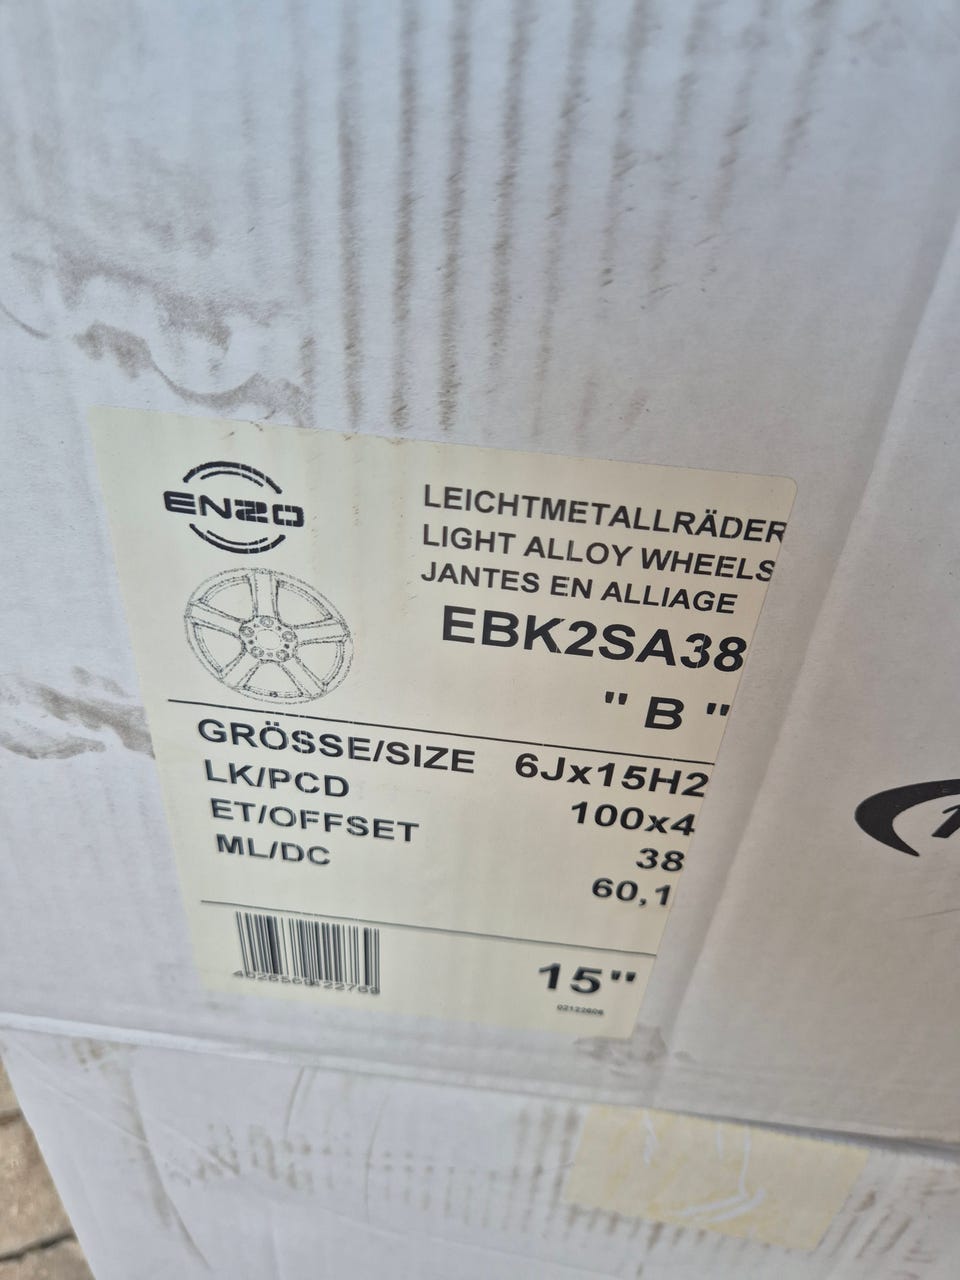 ENZO
LEICHTMETALLRÄDER
LIGHT ALLOY WHEELS
JANTES EN ALLIAGE
EBK2SA38
" B "
GRÖSSE/SIZE 6Jx15H2
LK/PCD 100x4
ET/OFFSET 38
ML/DC 60,1
15"